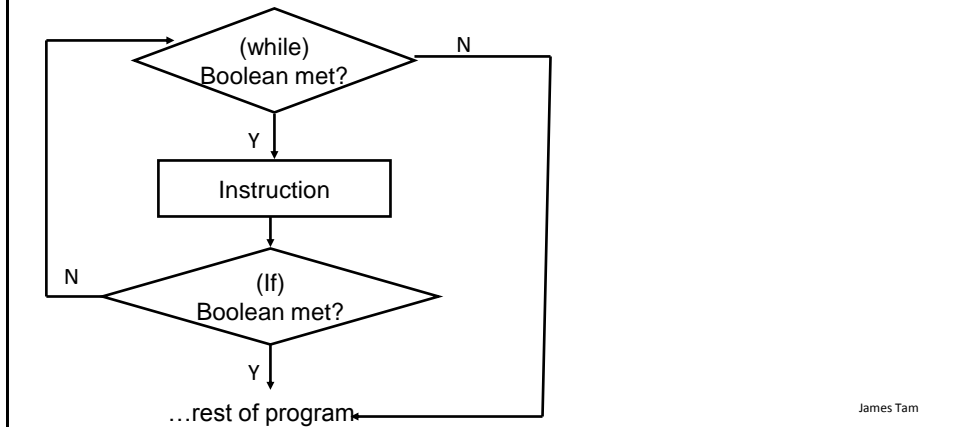 (while)
Boolean met?
N
Y
Instruction
N
(If)
Boolean met?
Y
…rest of program
James Tam